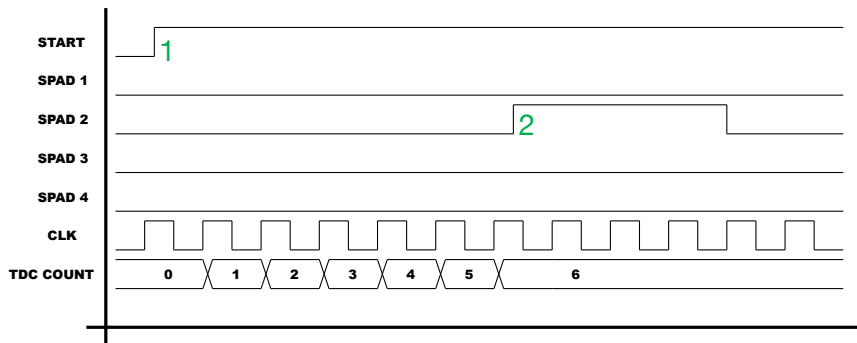 START
1
SPAD 1
SPAD 2
2
SPAD 3
SPAD 4
CLK
TDC COUNT 0 1 2 3 4 5 6